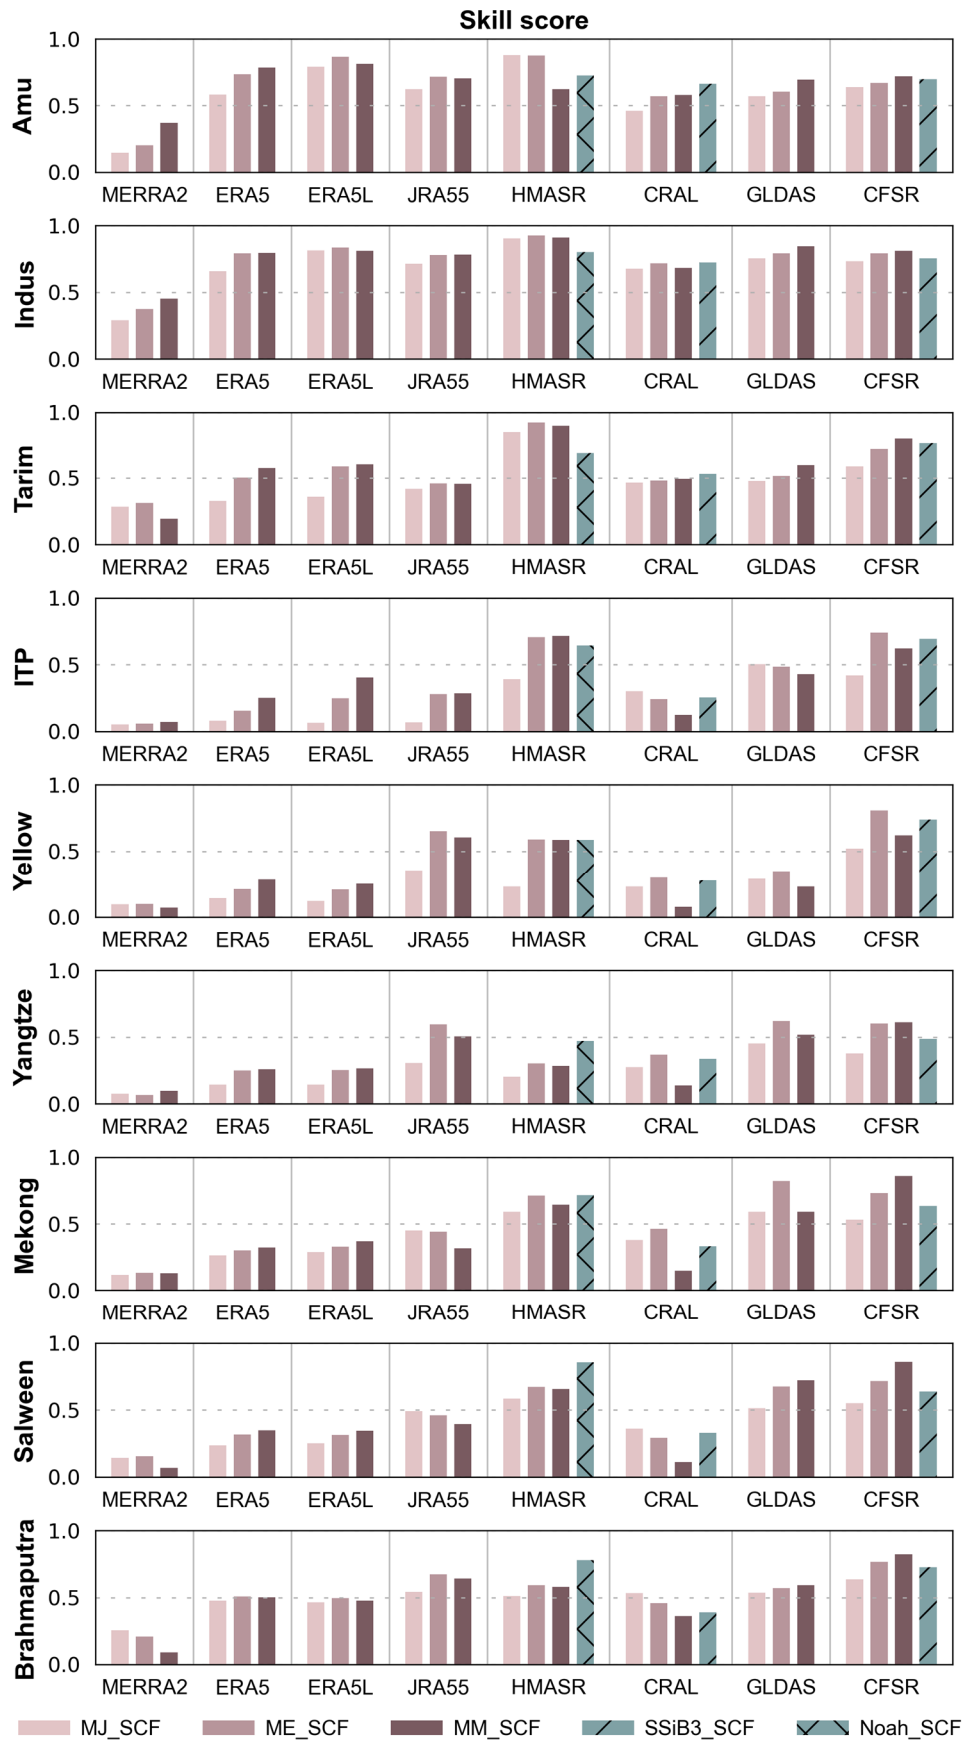 Skill score
Amu
1.0
0.5
0.0
MERRA2 ERA5 ERA5L JRA55 HMASR CRAL GLDAS CFSR
Indus
1.0
0.5
0.0
MERRA2 ERA5 ERA5L JRA55 HMASR CRAL GLDAS CFSR
Tarim
1.0
0.5
0.0
MERRA2 ERA5 ERA5L JRA55 HMASR CRAL GLDAS CFSR
ITP
1.0
0.5
0.0
MERRA2 ERA5 ERA5L JRA55 HMASR CRAL GLDAS CFSR
Yellow
1.0
0.5
0.0
MERRA2 ERA5 ERA5L JRA55 HMASR CRAL GLDAS CFSR
Yangtze
1.0
0.5
0.0
MERRA2 ERA5 ERA5L JRA55 HMASR CRAL GLDAS CFSR
Mekong
1.0
0.5
0.0
MERRA2 ERA5 ERA5L JRA55 HMASR CRAL GLDAS CFSR
Salween
1.0
0.5
0.0
MERRA2 ERA5 ERA5L JRA55 HMASR CRAL GLDAS CFSR
Brahmaputra
1.0
0.5
0.0
MERRA2 ERA5 ERA5L JRA55 HMASR CRAL GLDAS CFSR
MJ_SCF ME_SCF MM_SCF SSiB3_SCF Noah_SCF